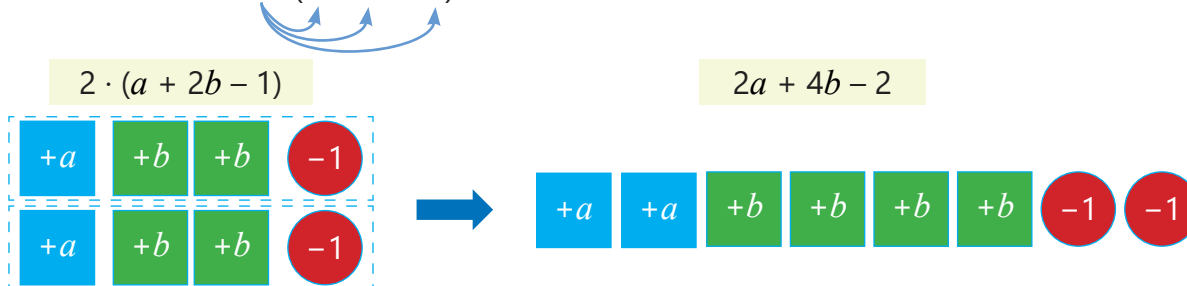 2 · (a + 2b – 1)
2a + 4b – 2
+a +b +b –1
+a +b +b –1
+a +a +b +b +b +b –1 –1